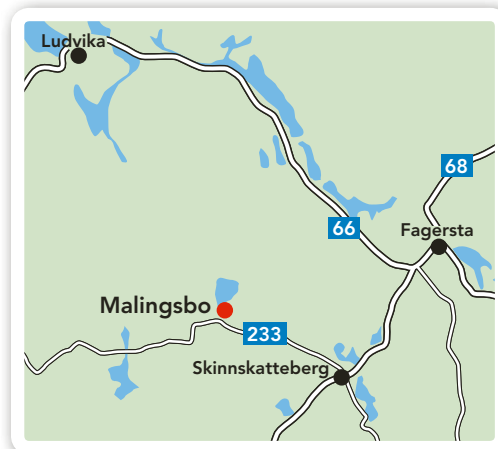 Ludvika
68
66
Fagersta
Malingsbo
233
Skinnskatteberg